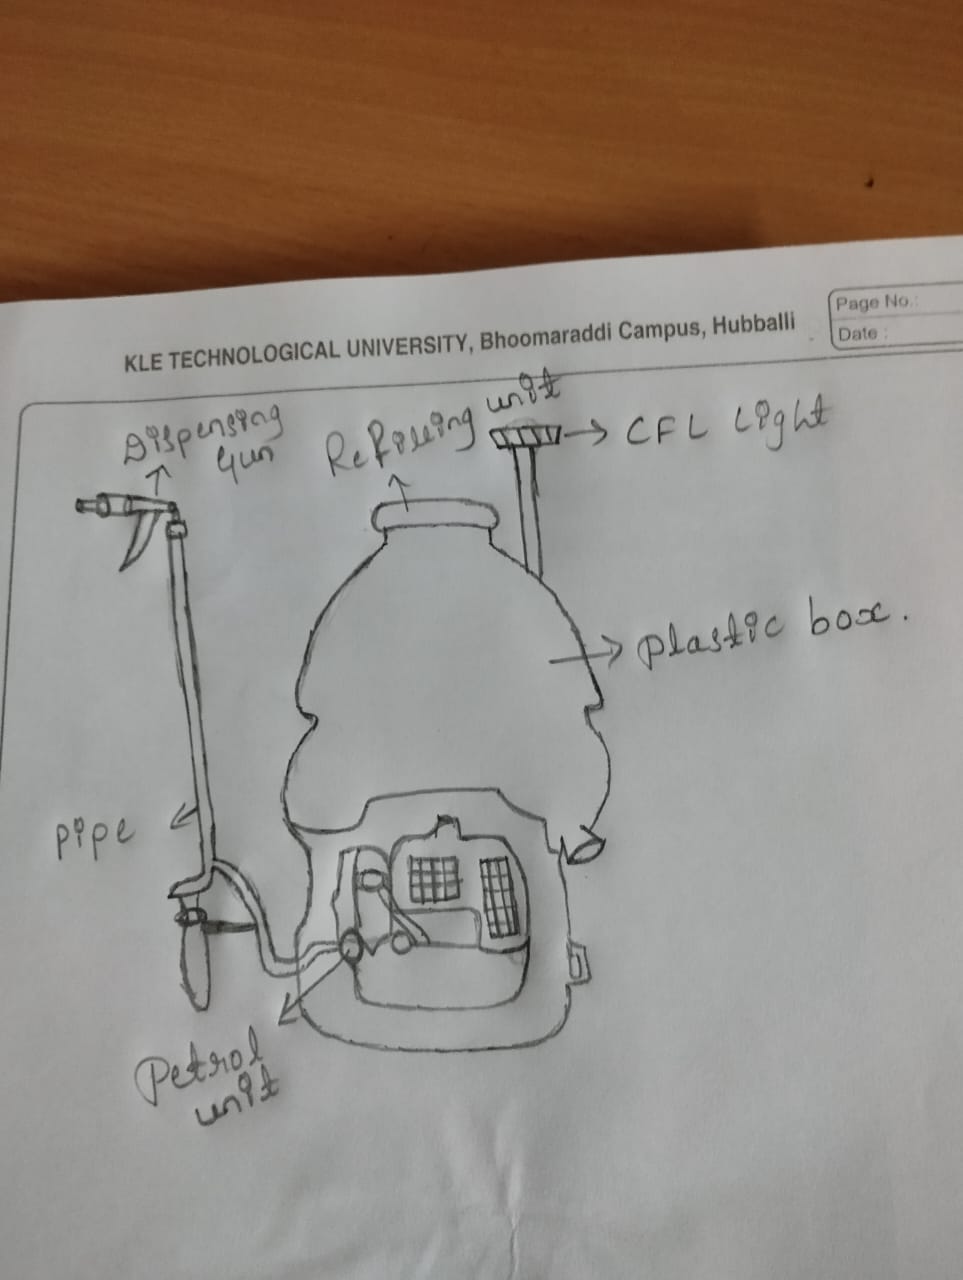 KLE TECHNOLOGICAL UNIVERSITY, Bhoomaraddi Campus, Hubballi
Page No.:
Date :
Dispensing
Gun
Refilling unit
CFL Light
plastic box.
pipe
Petrol
unit